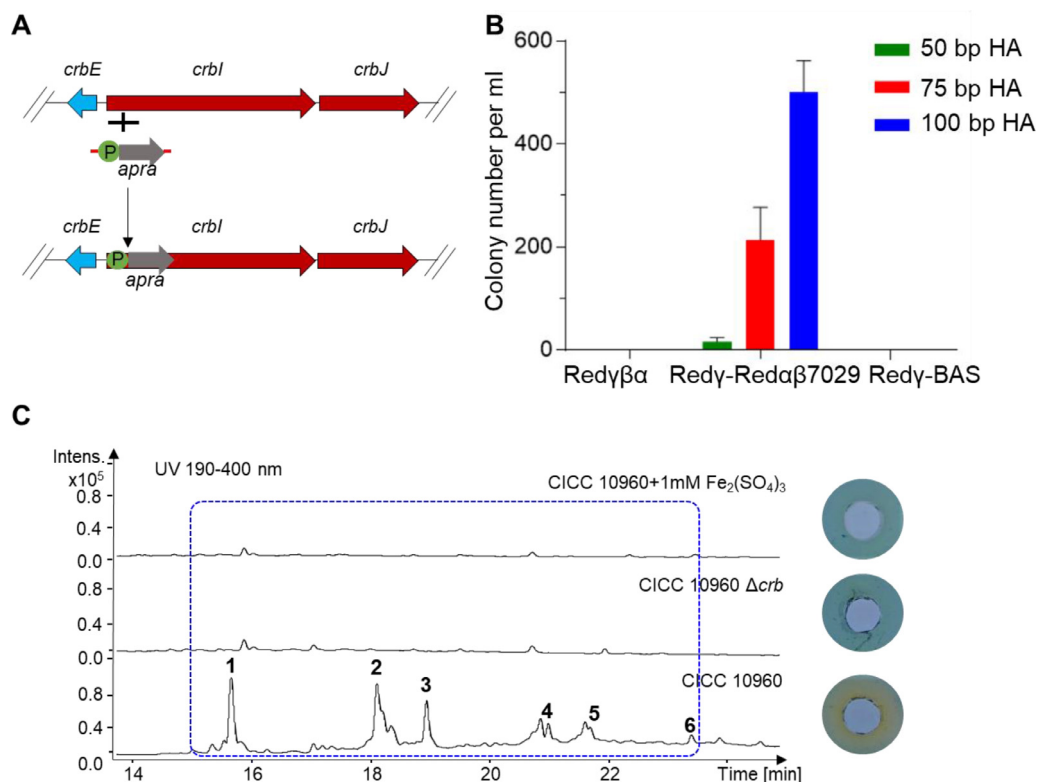 A
crbE crbI crbJ
P
apra
crbE crbI crbJ
P
apra
B
Colony number per ml
600
400
200
0
50 bp HA
75 bp HA
100 bp HA
Redγβα Redγ-Redαβ7029 Redγ-BAS
C
Intens.
x10⁵
UV 190-400 nm
CICC 10960+1mM Fe₂(SO₄)₃
0.8
0.4
0.0
CICC 10960 Δcrb
0.8
0.4
0.0
CICC 10960
0.8
0.4
0.0
1 2 3 4 5 6
14 16 18 20 22 Time [min]